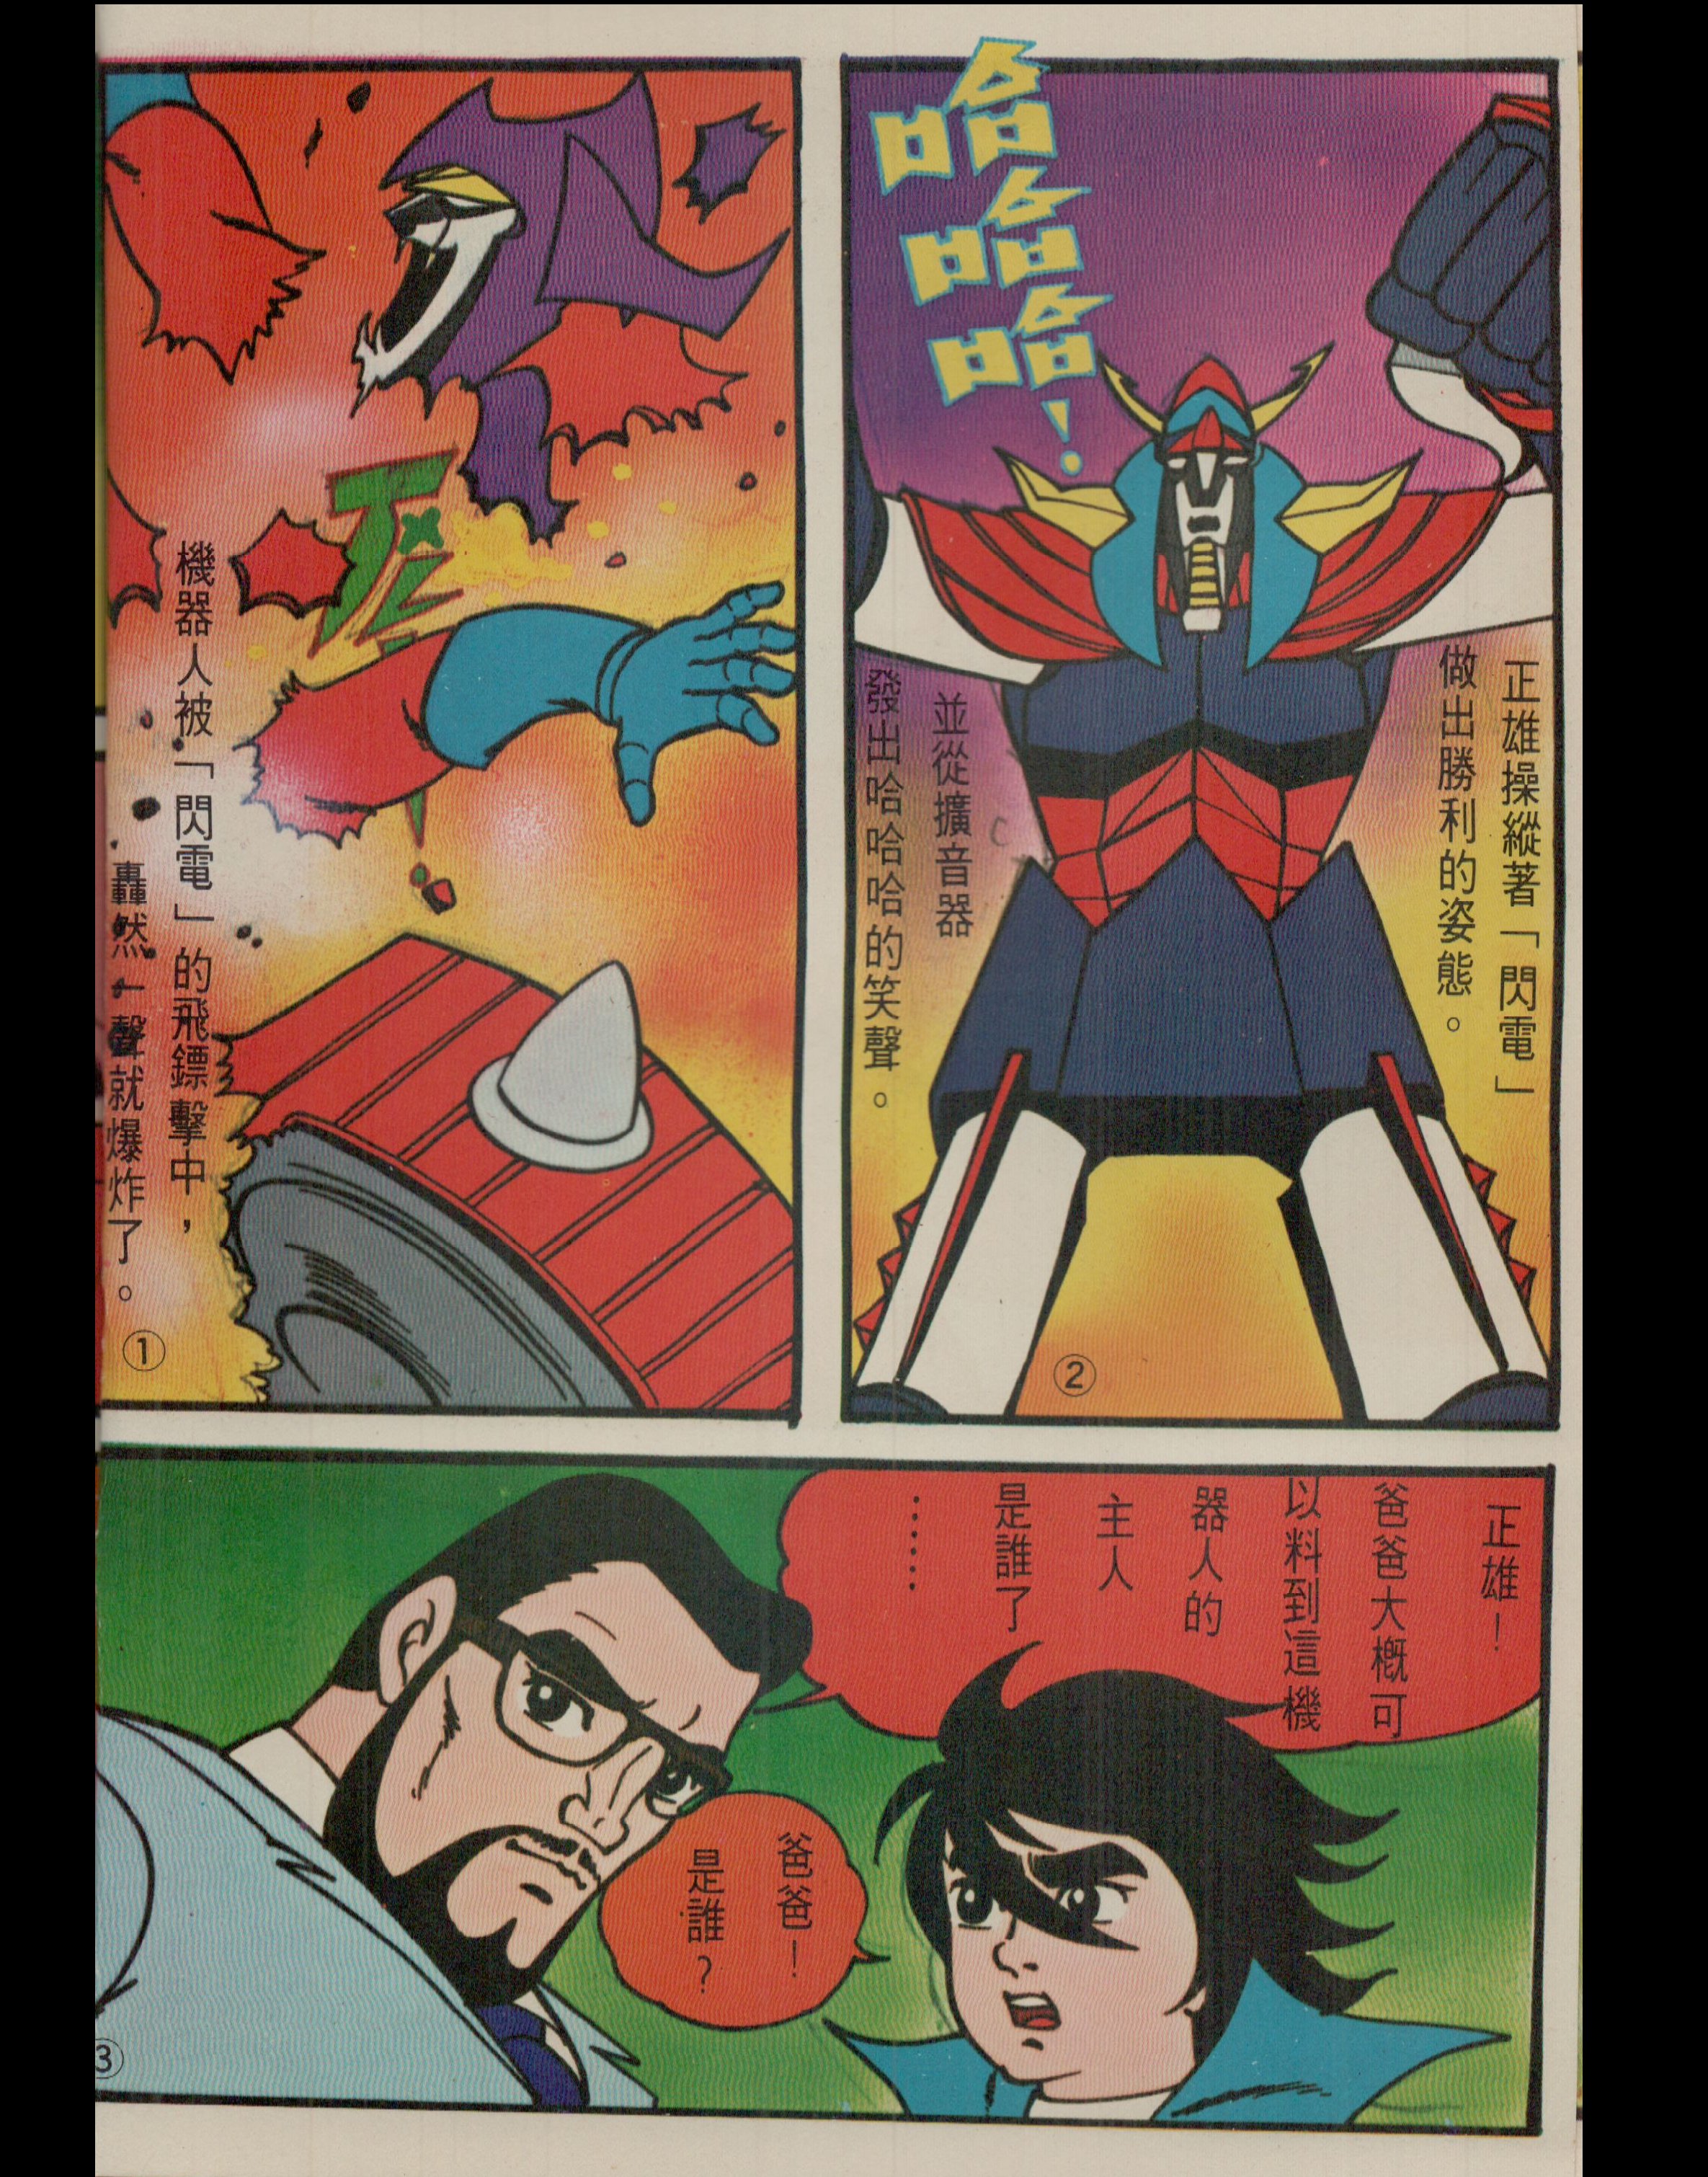 機器人被「閃電」的飛鏢擊中，
轟然一聲就爆炸了。
①
哈哈哈！
正雄操縱著「閃電」
做出勝利的姿態。
並從擴音器
發出哈哈哈的笑聲。
②
正雄！
爸爸大概可
以料到這機
器人的
主人
是誰了
……
爸爸！
是誰？
③